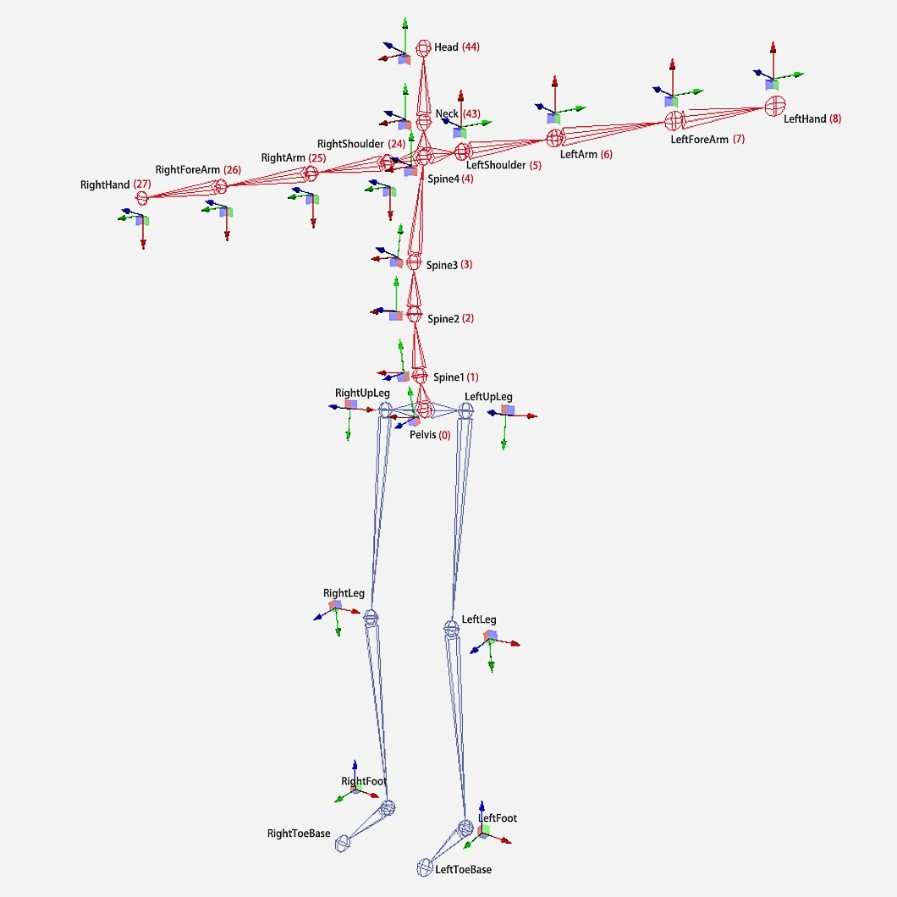 Head (44)
Neck (43)
RightShoulder (24)
RightArm (25)
RightForeArm (26)
RightHand (27)
LeftShoulder (5)
LeftArm (6)
LeftForeArm (7)
LeftHand (8)
Spine4 (4)
Spine3 (3)
Spine2 (2)
Spine1 (1)
RightUpLeg
LeftUpLeg
Pelvis (0)
RightLeg
LeftLeg
RightFoot
LeftFoot
RightToeBase
LeftToeBase